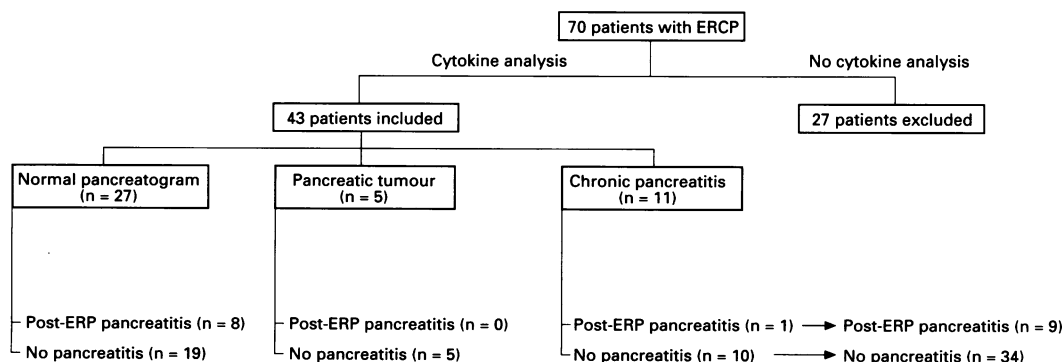 70 patients with ERCP
Cytokine analysis
No cytokine analysis
43 patients included
27 patients excluded
Normal pancreatogram
(n = 27)
Pancreatic tumour
(n = 5)
Chronic pancreatitis
(n = 11)
Post-ERP pancreatitis (n = 8)
Post-ERP pancreatitis (n = 0)
Post-ERP pancreatitis (n = 1)
Post-ERP pancreatitis (n = 9)
No pancreatitis (n = 19)
No pancreatitis (n = 5)
No pancreatitis (n = 10)
No pancreatitis (n = 34)